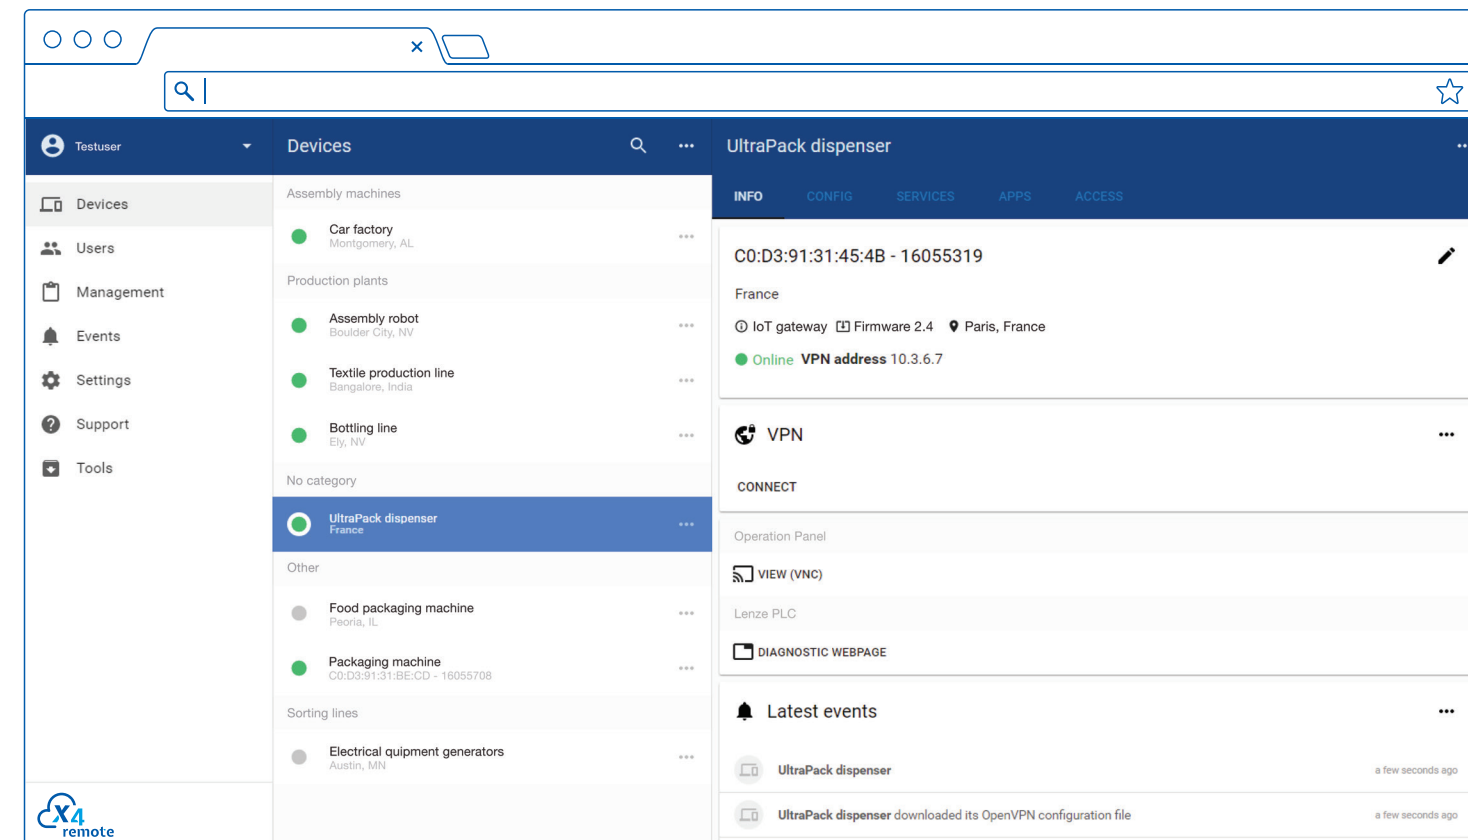 Testuser
Devices
Users
Management
Events
Settings
Support
Tools
X4
remote
Devices
Assembly machines
Car factory
Montgomery, AL
Production plants
Assembly robot
Boulder City, NV
Textile production line
Bangalore, India
Bottling line
Ely, NV
No category
UltraPack dispenser
France
Other
Food packaging machine
Peoria, IL
Packaging machine
C0:D3:91:31:BE:CD - 16055708
Sorting lines
Electrical quipment generators
Austin, MN
UltraPack dispenser
INFO CONFIG SERVICES APPS ACCESS
C0:D3:91:31:45:4B - 16055319
France
IoT gateway Firmware 2.4 Paris, France
Online VPN address 10.3.6.7
VPN
CONNECT
Operation Panel
VIEW (VNC)
Lenze PLC
DIAGNOSTIC WEBPAGE
Latest events
UltraPack dispenser a few seconds ago
UltraPack dispenser downloaded its OpenVPN configuration file a few seconds ago